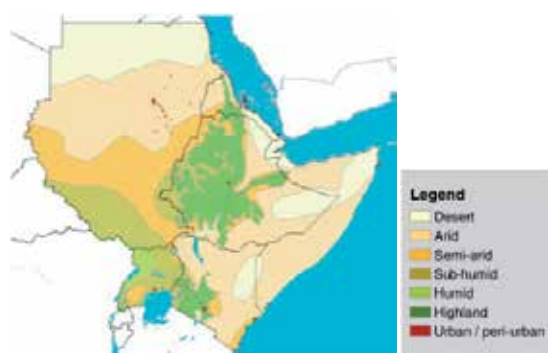 Legend
Desert
Arid
Semi-arid
Sub-humid
Humid
Highland
Urban / peri-urban